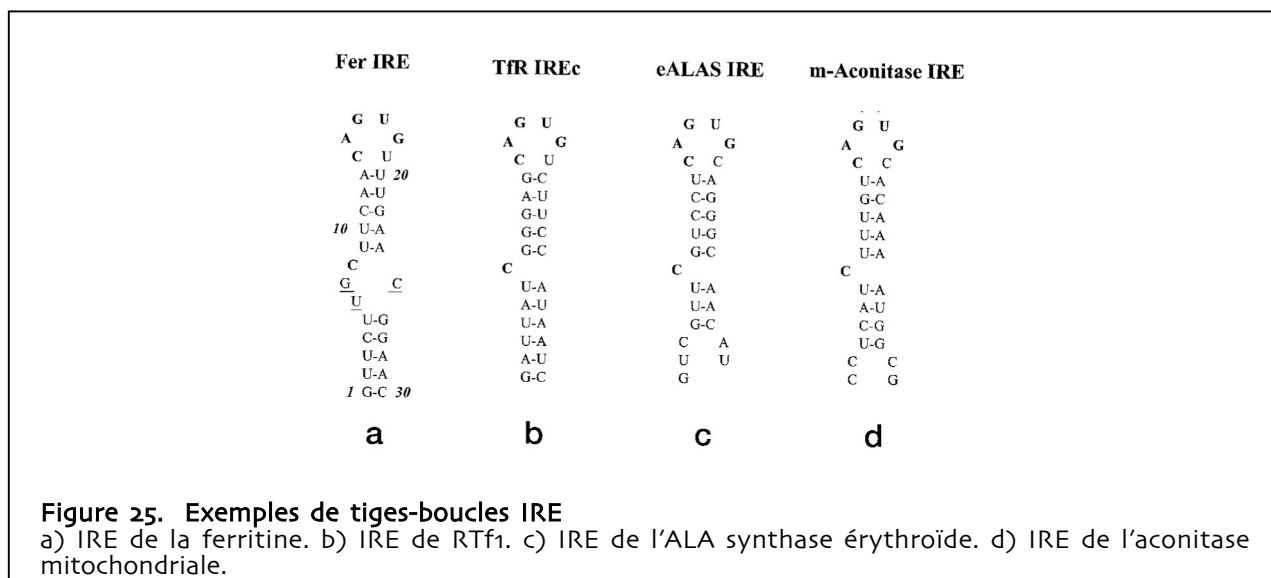 Fer IRE TfR IREc eALAS IRE m-Aconitase IRE
G U G U G U G U
A G A G A G A G
C U C U C C C C
A-U 20 G-C U-A U-A
A-U A-U C-G G-C
C-G G-U C-G U-A
10 U-A G-C U-G U-A
U-A G-C G-C U-A
C C C C
G C U-A U-A U-A
U A-U U-A A-U
U-G U-A G-C C-G
C-G U-A C A U-G
U-A A-U U U C C
U-A G-C G C G
1 G-C 30
a b c d
Figure 25. Exemples de tiges-boucles IRE
a) IRE de la ferritine. b) IRE de RTf1. c) IRE de l'ALA synthase érythroïde. d) IRE de l'aconitase
mitochondriale.